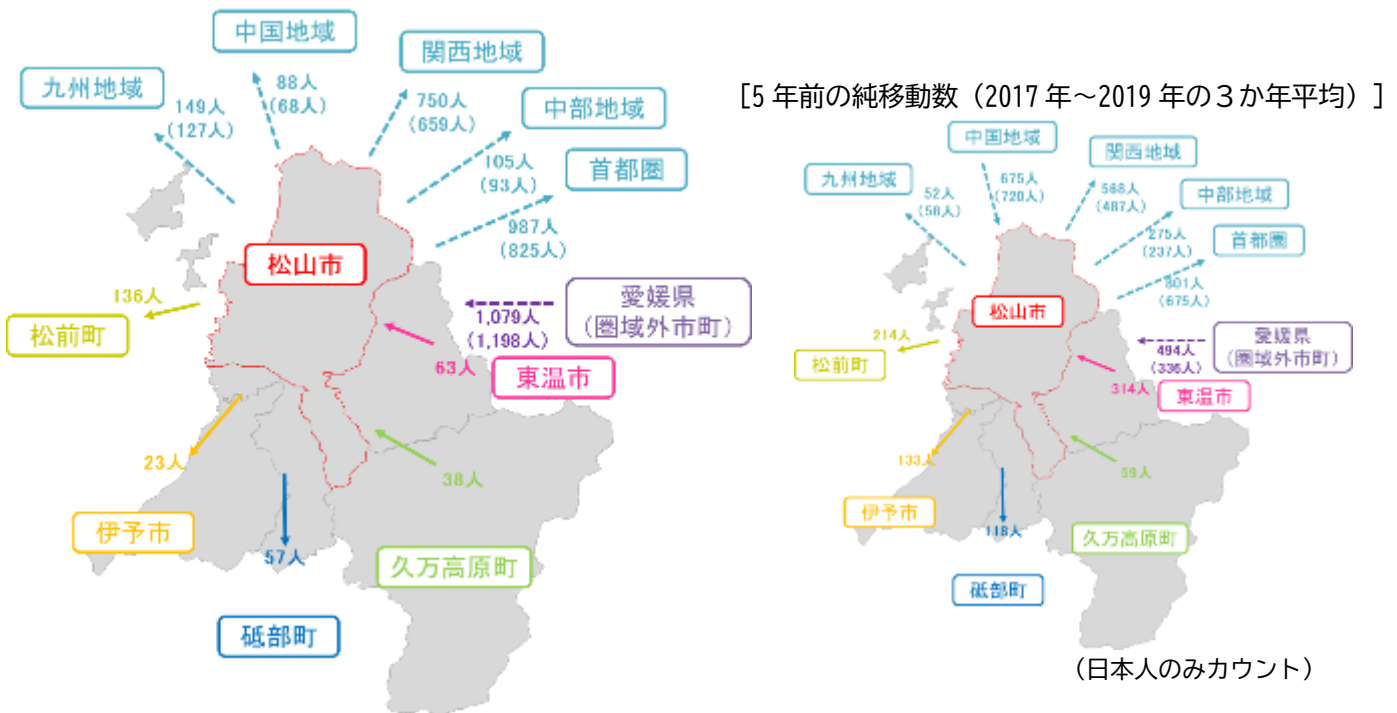 中国地域
九州地域
関西地域
中部地域
首都圏
88人
(68人)
149人
(127人)
750人
(659人)
105人
(93人)
987人
(825人)
松山市
136人
松前町
1,079人
(1,198人)
愛媛県
(圏域外市町)
63人
東温市
23人
38人
伊予市
57人
久万高原町
砥部町
[5年前の純移動数(2017年～2019年の3か年平均)]
中国地域
関西地域
九州地域
中部地域
首都圏
675人
(720人)
52人
(58人)
568人
(487人)
275人
(237人)
801人
(675人)
松山市
214人
松前町
494人
(336人)
愛媛県
(圏域外市町)
314人
東温市
133人
59人
伊予市
118人
久万高原町
砥部町
(日本人のみカウント)